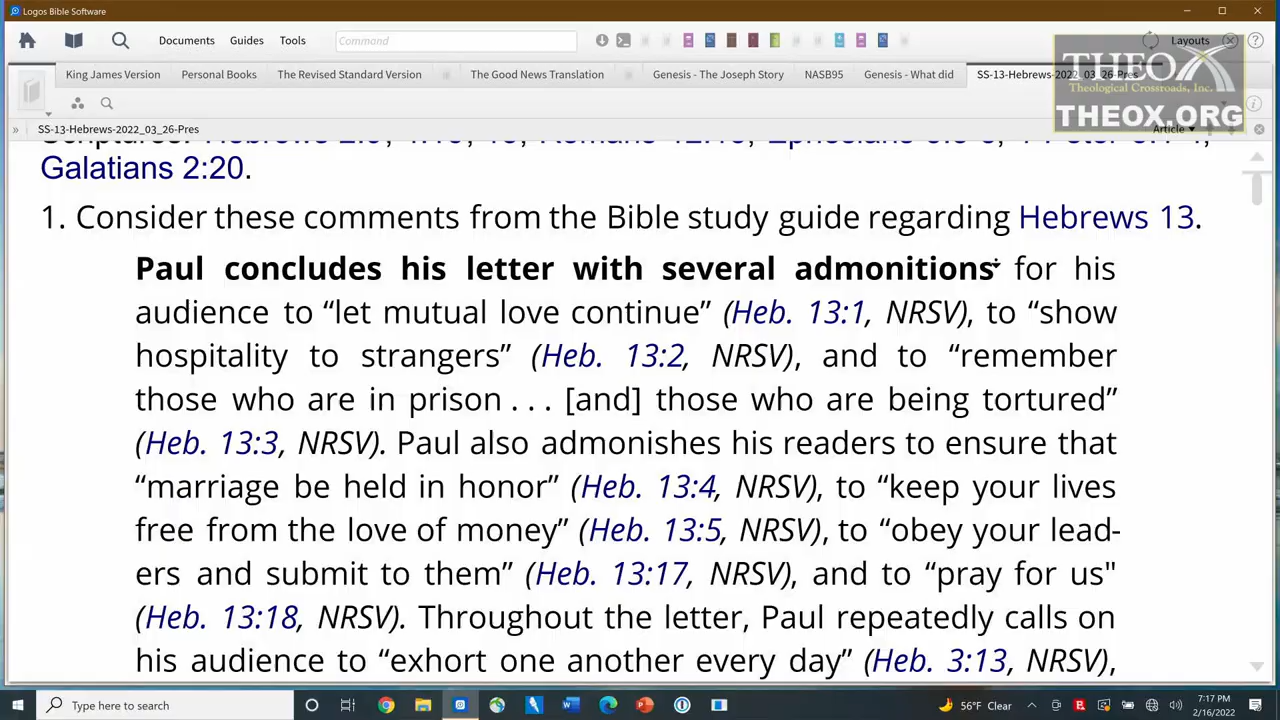 Logos Bible Software
Documents Guides Tools Command Layouts
King James Version Personal Books The Revised Standard Version The Good News Translation Genesis - The Joseph Story NASB95 Genesis - What did SS-13-Hebrews-2022_03_26-Pres
THEOX
Theological Crossroads, Inc.
THEOX.ORG
SS-13-Hebrews-2022_03_26-Pres Article
Galatians 2:20.
1. Consider these comments from the Bible study guide regarding Hebrews 13.
Paul concludes his letter with several admonitions for his
audience to “let mutual love continue” (Heb. 13:1, NRSV), to “show
hospitality to strangers” (Heb. 13:2, NRSV), and to “remember
those who are in prison . . . [and] those who are being tortured”
(Heb. 13:3, NRSV). Paul also admonishes his readers to ensure that
“marriage be held in honor” (Heb. 13:4, NRSV), to “keep your lives
free from the love of money” (Heb. 13:5, NRSV), to “obey your lead-
ers and submit to them” (Heb. 13:17, NRSV), and to “pray for us"
(Heb. 13:18, NRSV). Throughout the letter, Paul repeatedly calls on
his audience to “exhort one another every day” (Heb. 3:13, NRSV),
Type here to search
56°F Clear
7:17 PM
2/16/2022